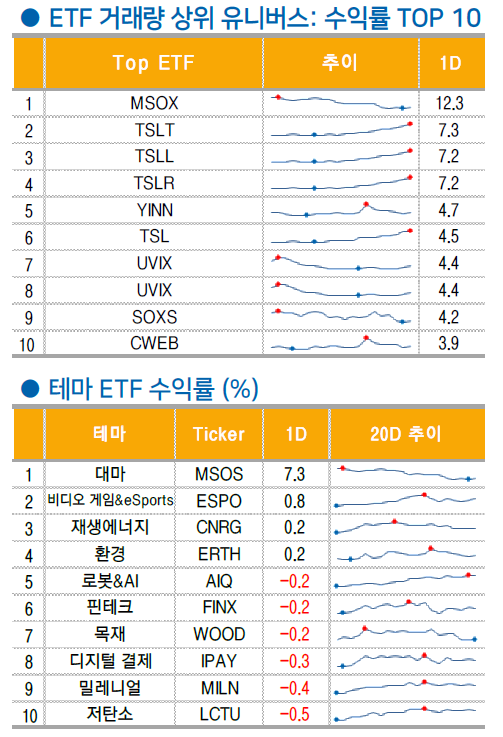 ● ETF 거래량 상위 유니버스: 수익률 TOP 10
Top ETF 추이 1D
1 MSOX 12.3
2 TSLT 7.3
3 TSLL 7.2
4 TSLR 7.2
5 YINN 4.7
6 TSL 4.5
7 UVIX 4.4
8 UVIX 4.4
9 SOXS 4.2
10 CWEB 3.9
● 테마 ETF 수익률 (%)
테마 Ticker 1D 20D 추이
1 대마 MSOS 7.3
2 비디오 게임&eSports ESPO 0.8
3 재생에너지 CNRG 0.2
4 환경 ERTH 0.2
5 로봇&AI AIQ -0.2
6 핀테크 FINX -0.2
7 목재 WOOD -0.2
8 디지털 결제 IPAY -0.3
9 밀레니얼 MILN -0.4
10 저탄소 LCTU -0.5